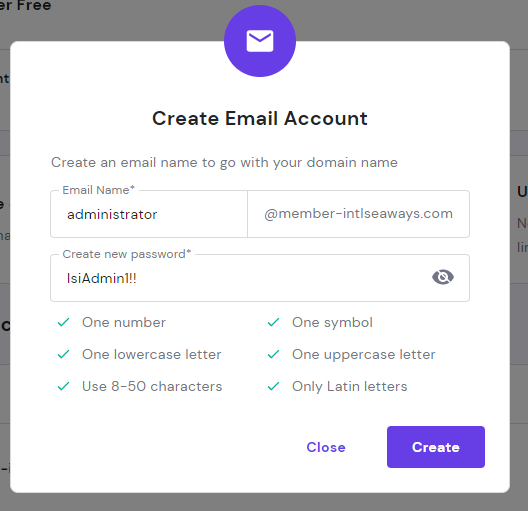 er Free
Create Email Account
Create an email name to go with your domain name
Email Name*
administrator
@member-intlseaways.com
Create new password*
IsiAdmin1!!
One number
One symbol
One lowercase letter
One uppercase letter
Use 8-50 characters
Only Latin letters
Close
Create